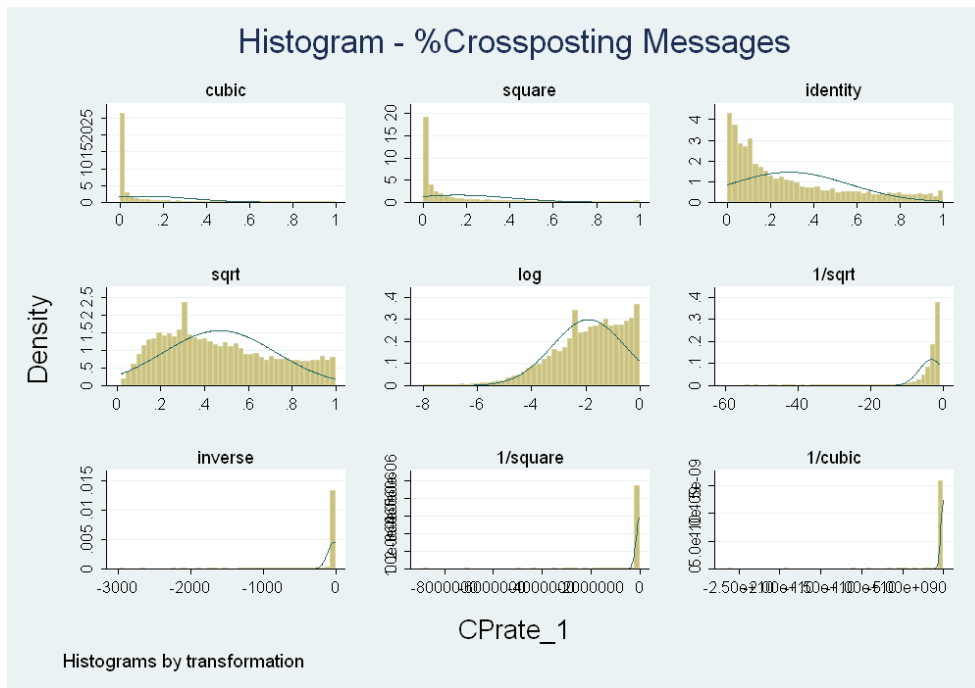 Histogram - %Crossposting Messages
cubic
square
identity
0 5 10 15 20 25
0 5 10 15 20
0 1 2 3 4
0 .2 .4 .6 .8 1
0 .2 .4 .6 .8 1
0 .2 .4 .6 .8 1
sqrt
log
1/sqrt
0 .5 1 1.5 2 2.5
0 .1 .2 .3 .4
0 .1 .2 .3 .4
0 .2 .4 .6 .8 1
-8 -6 -4 -2 0
-60 -40 -20 0
Density
inverse
1/square
1/cubic
0 .005 .01 .015
-3000 -2000 -1000 0
CPrate_1
Histograms by transformation